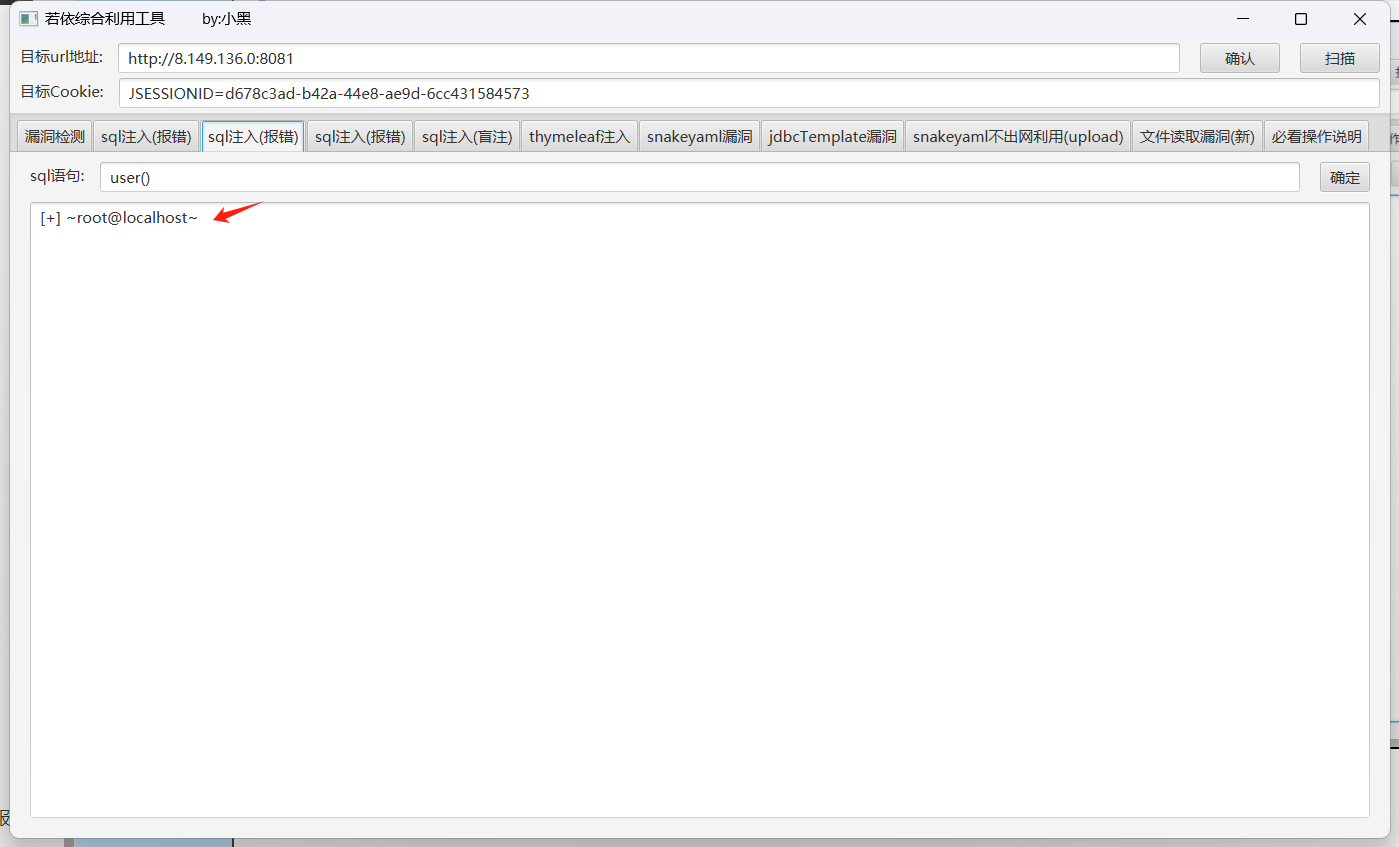 若依综合利用工具 by:小黑
目标url地址: http://8.149.136.0:8081 确认 扫描
目标Cookie: JSESSIONID=d678c3ad-b42a-44e8-ae9d-6cc431584573
漏洞检测 sql注入(报错) sql注入(报错) sql注入(报错) sql注入(盲注) thymeleaf注入 snakeyaml漏洞 jdbcTemplate漏洞 snakeyaml不出网利用(upload) 文件读取漏洞(新) 必看操作说明
sql语句: user() 确定
[+] ~root@localhost~